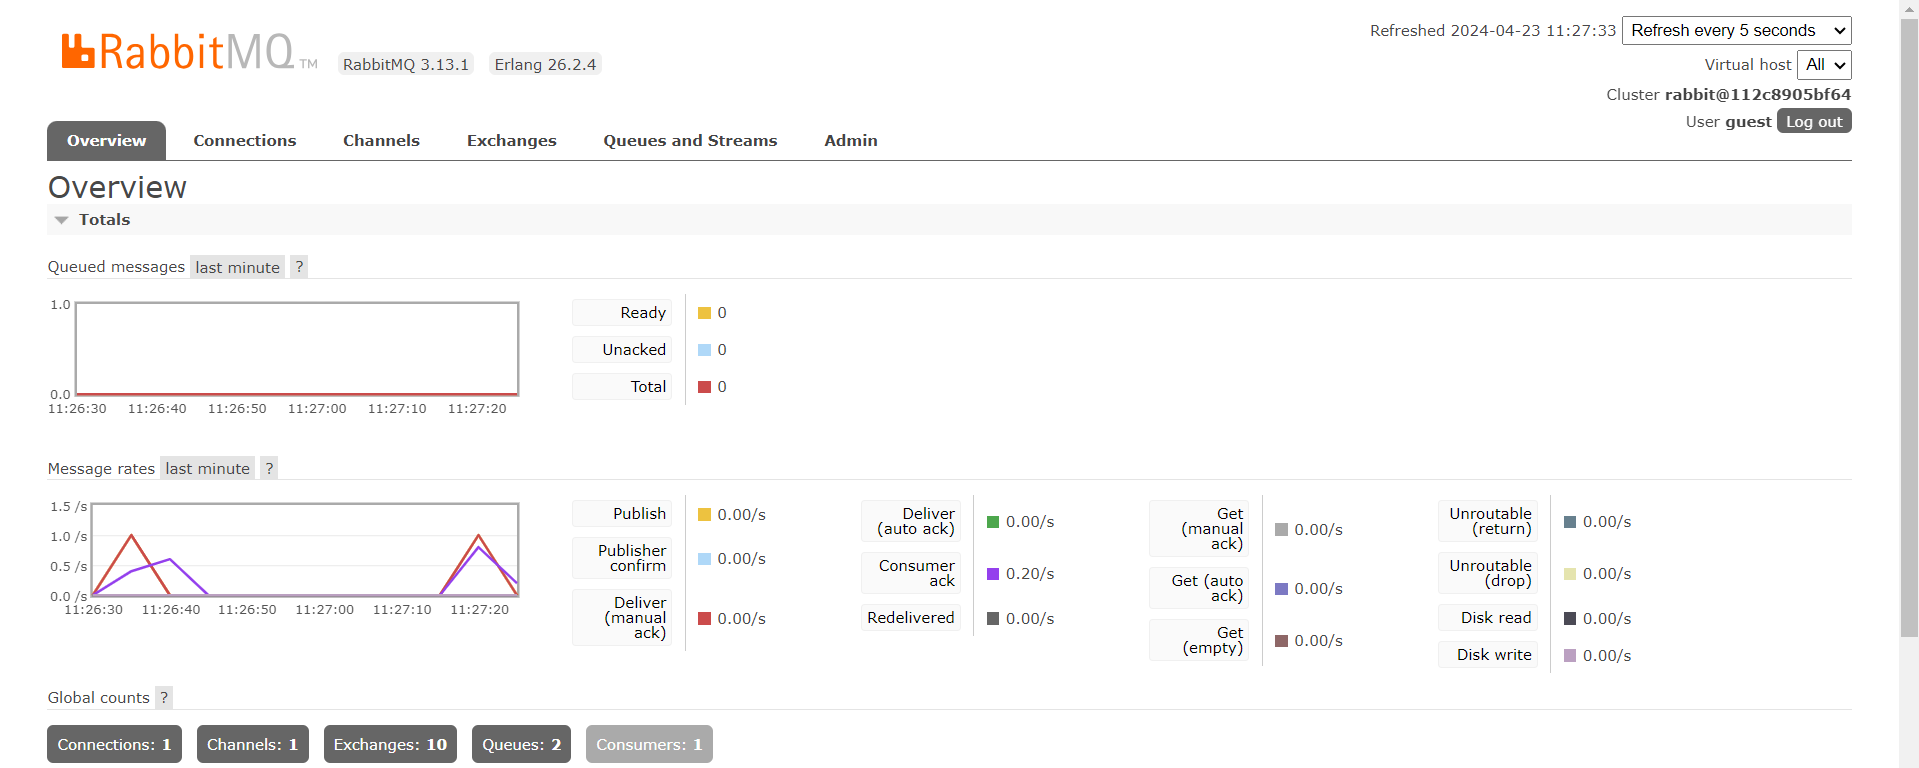 RabbitMQ TM RabbitMQ 3.13.1 Erlang 26.2.4
Refreshed 2024-04-23 11:27:33 Refresh every 5 seconds
Virtual host All
Cluster rabbit@112c8905bf64
User guest Log out
Overview Connections Channels Exchanges Queues and Streams Admin
Overview
Totals
Queued messages last minute ?
1.0
0.0
11:26:30 11:26:40 11:26:50 11:27:00 11:27:10 11:27:20
Ready 0
Unacked 0
Total 0
Message rates last minute ?
1.5 /s
1.0 /s
0.5 /s
0.0 /s
11:26:30 11:26:40 11:26:50 11:27:00 11:27:10 11:27:20
Publish 0.00/s
Publisher
confirm 0.00/s
Deliver
(manual 0.00/s
ack)
Deliver
(auto ack) 0.00/s
Consumer
ack 0.20/s
Redelivered 0.00/s
Get
(manual 0.00/s
ack)
Get (auto
ack) 0.00/s
Get
(empty) 0.00/s
Unroutable
(return) 0.00/s
Unroutable
(drop) 0.00/s
Disk read 0.00/s
Disk write 0.00/s
Global counts ?
Connections: 1 Channels: 1 Exchanges: 10 Queues: 2 Consumers: 1